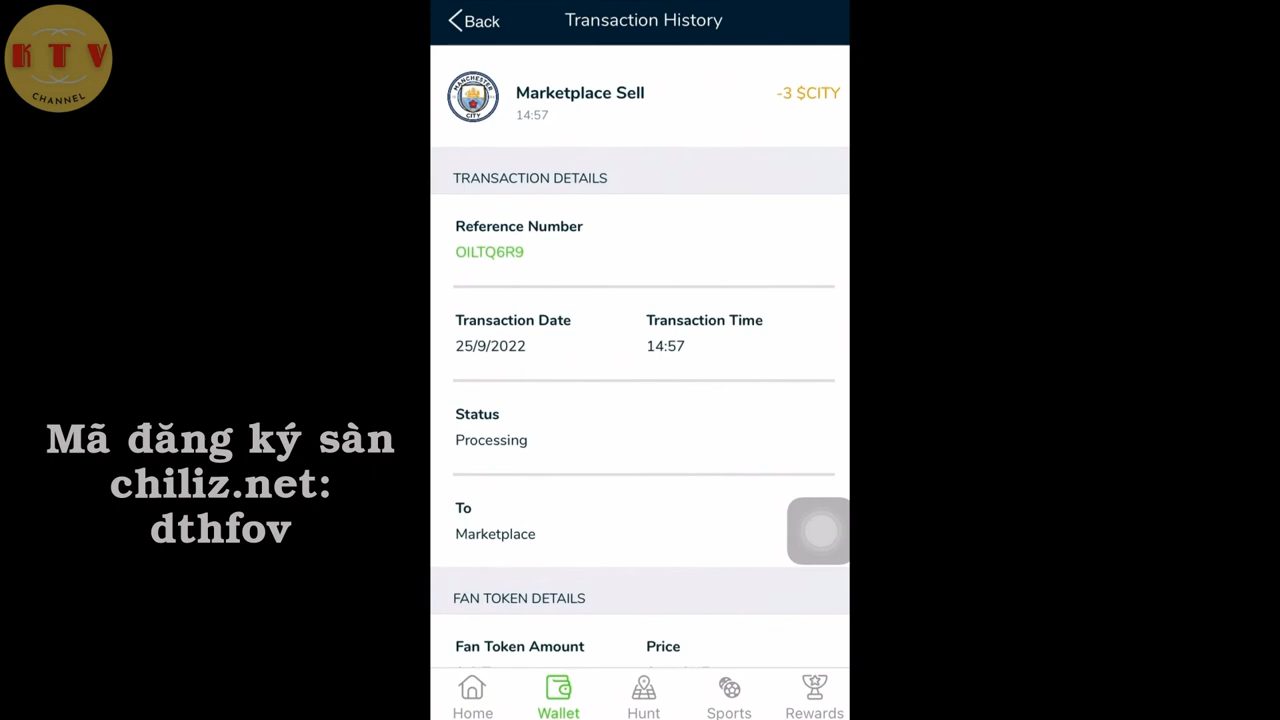 K T V
CHANNEL
Back
Transaction History
MANCHESTER
CITY
Marketplace Sell
-3 $CITY
14:57
TRANSACTION DETAILS
Reference Number
OILTQ6R9
Transaction Date
Transaction Time
25/9/2022
14:57
Status
Processing
To
Marketplace
FAN TOKEN DETAILS
Fan Token Amount
Price
Home
Wallet
Hunt
Sports
Rewards
Mã đăng ký sàn
chiliz.net:
dthfov